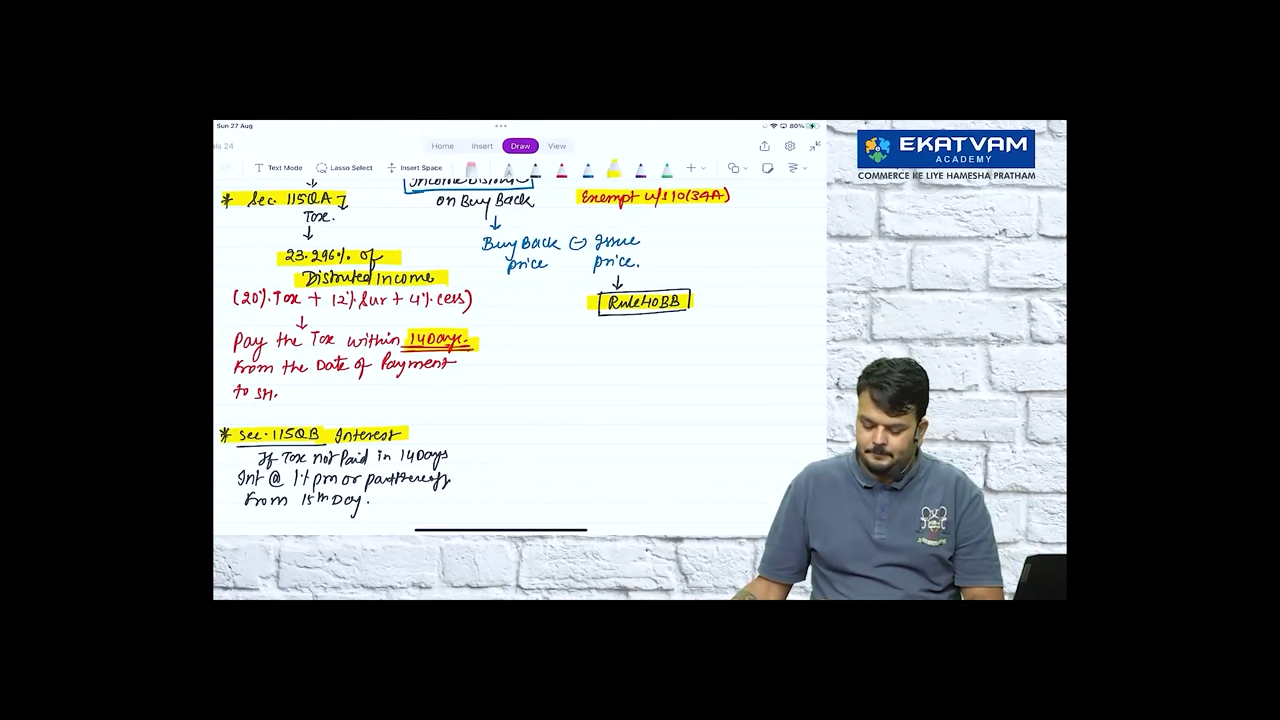 Sun 27 Aug
80%
als 24
Home Insert Draw View
Text Mode Lasso Select Insert Space
EKATVAM
ACADEMY
COMMERCE KE LIYE HAMESHA PRATHAM
* Sec. 115QA
Tax.
23.296% of
Distributed Income
(20% Tax + 12% Sur + 4% Cess)
Pay the Tax within 14 Days.
From the Date of Payment
to SH.
* Sec. 115QB Interest
If Tax not Paid in 14 Days
Int @ 1% pm or part thereof
From 15th Day.
on Buy Back
Buy Back (-) Issue
price price.
Rule 40BB
Exempt u/s 10(34A)